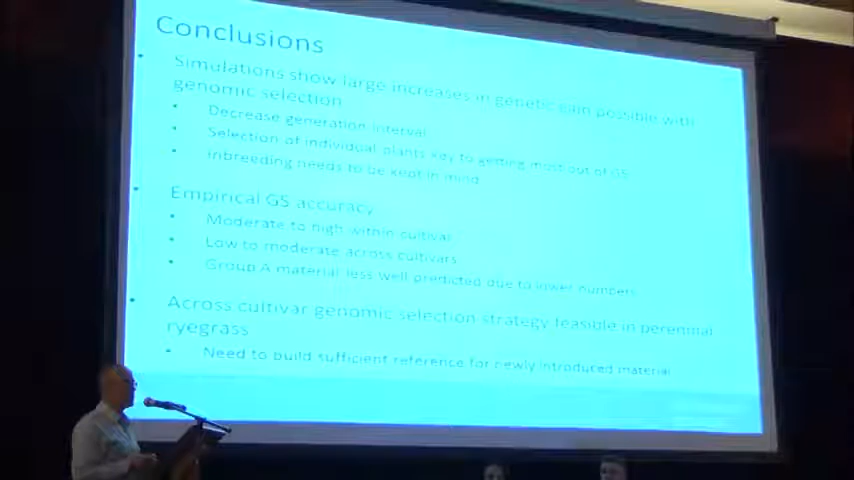 Conclusions
Simulations show large increases in genetic gain possible with
genomic selection
Decrease generation interval
Selection of individual plants key to getting most out of GS
Inbreeding needs to be kept in mind
Empirical GS accuracy
Moderate to high within cultivar
Low to moderate across cultivars
Group A material less well predicted due to lower numbers
Across cultivar genomic selection strategy feasible in perennial
ryegrass
Need to build sufficient reference for newly introduced material